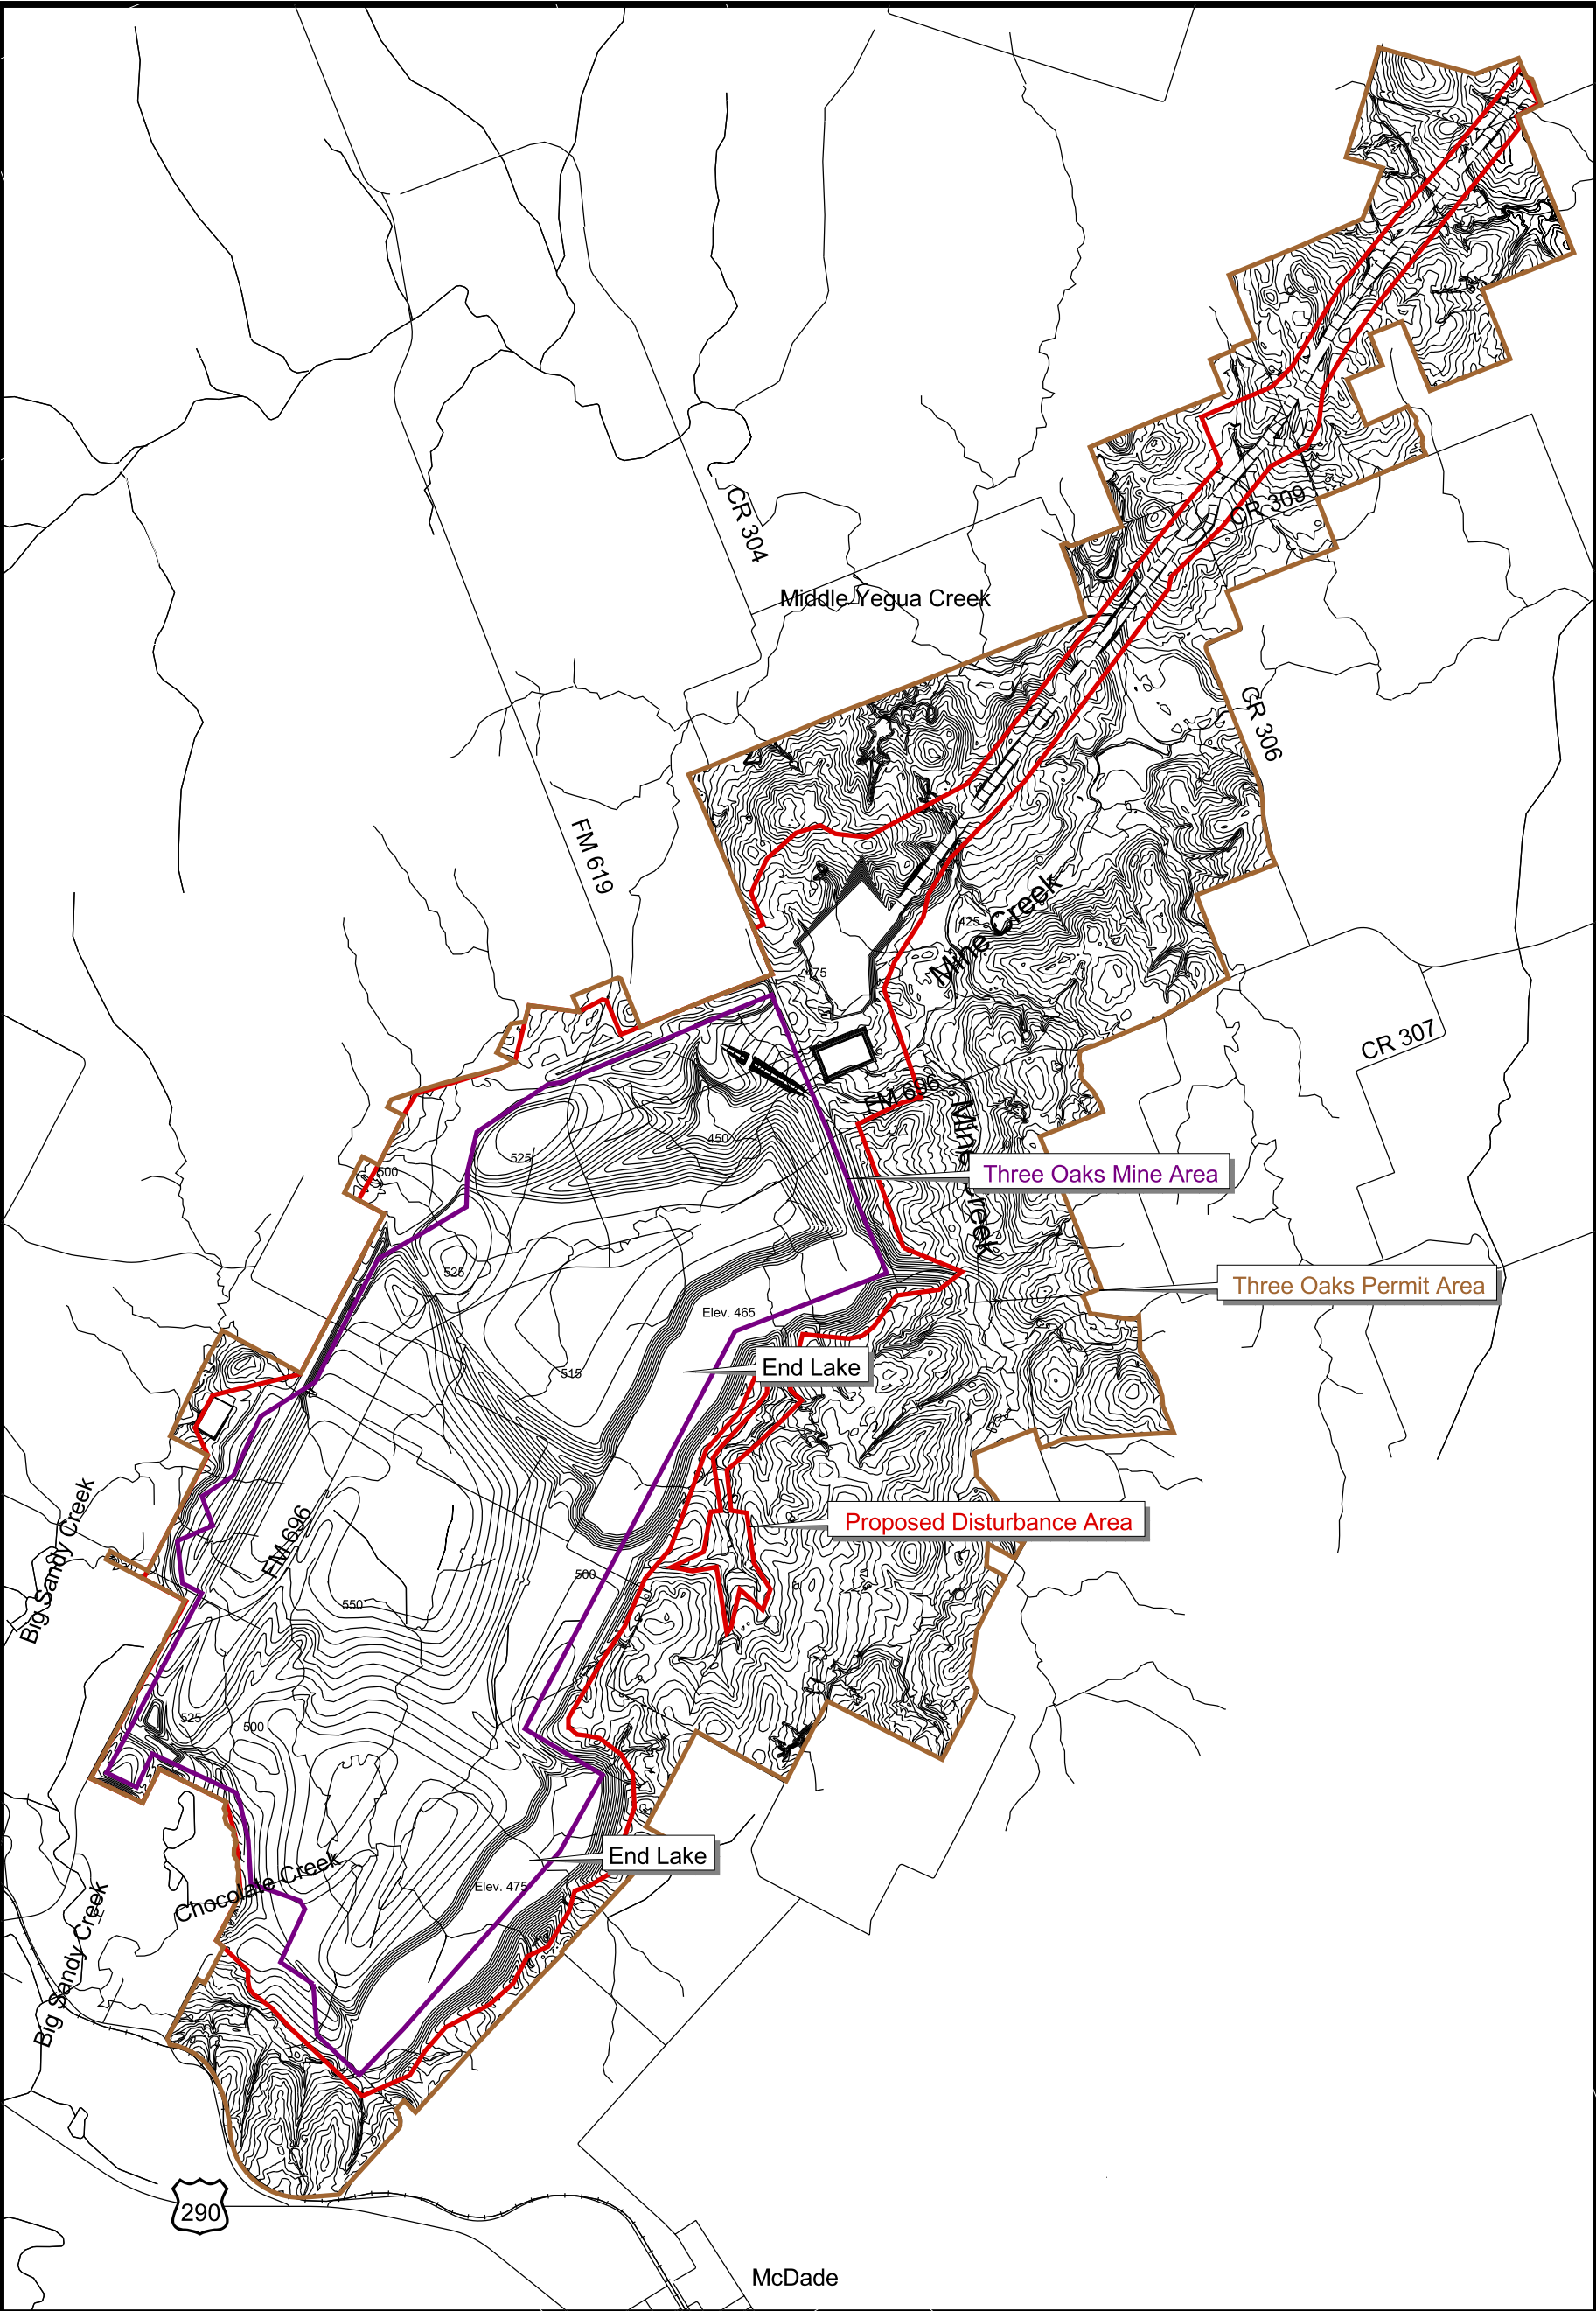 CR 304
CR 309
Middle Yegua Creek
CR 306
FM 619
Mine Creek
425
475
CR 307
FM 696
450
525
500
Three Oaks Mine Area
525
Three Oaks Permit Area
Elev. 465
End Lake
515
Proposed Disturbance Area
FM 696
Big Sandy Creek
500
550
525
500
End Lake
Chocolate Creek
Elev. 475
Big Sandy Creek
290
McDade